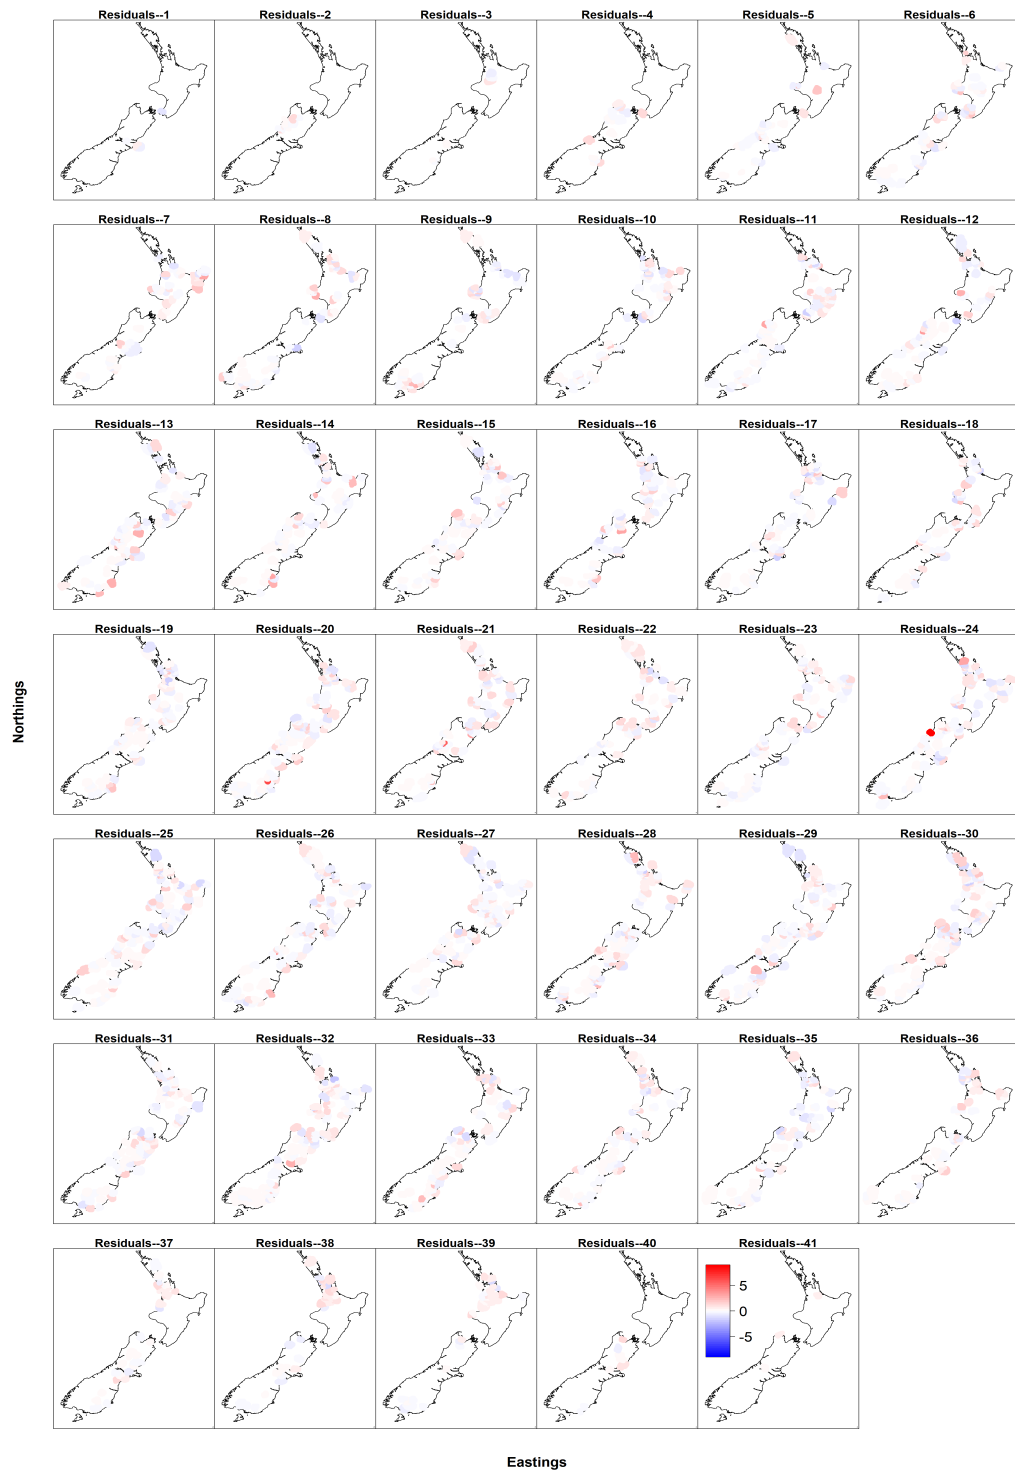 Residuals--1 Residuals--2 Residuals--3 Residuals--4 Residuals--5 Residuals--6
Residuals--7 Residuals--8 Residuals--9 Residuals--10 Residuals--11 Residuals--12
Residuals--13 Residuals--14 Residuals--15 Residuals--16 Residuals--17 Residuals--18
Residuals--19 Residuals--20 Residuals--21 Residuals--22 Residuals--23 Residuals--24
Northings
Residuals--25 Residuals--26 Residuals--27 Residuals--28 Residuals--29 Residuals--30
Residuals--31 Residuals--32 Residuals--33 Residuals--34 Residuals--35 Residuals--36
Residuals--37 Residuals--38 Residuals--39 Residuals--40 Residuals--41
5
0
-5
Eastings